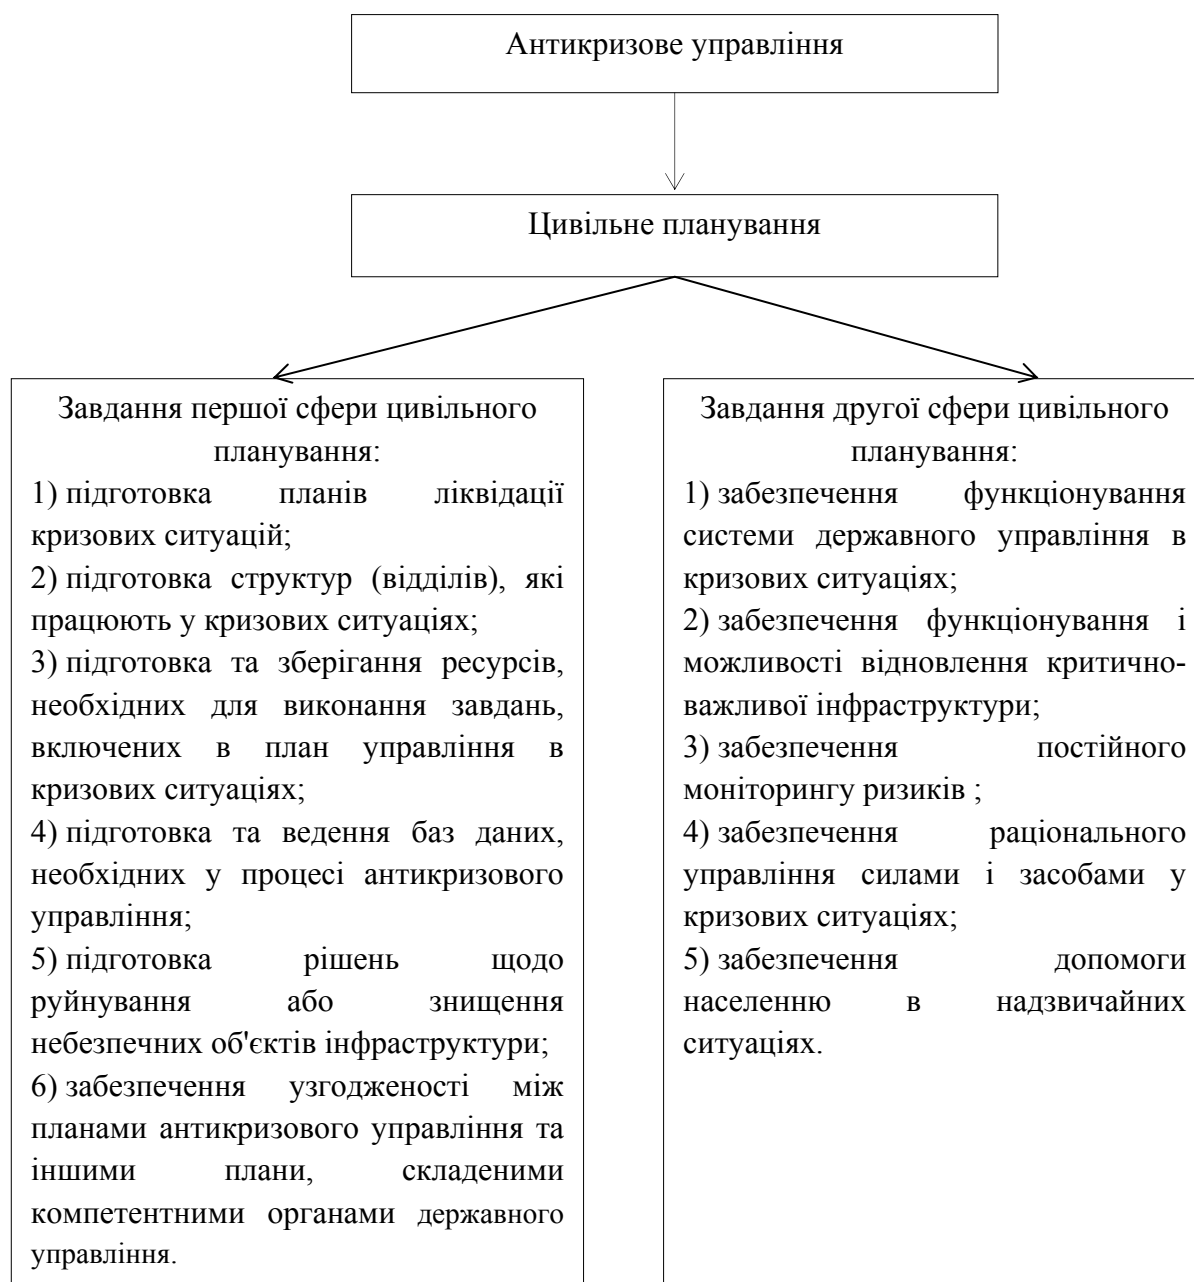 Антикризове управління
Цивільне планування
Завдання першої сфери цивільного
планування:
1) підготовка планів ліквідації
кризових ситуацій;
2) підготовка структур (відділів), які
працюють у кризових ситуаціях;
3) підготовка та зберігання ресурсів,
необхідних для виконання завдань,
включених в план управління в
кризових ситуаціях;
4) підготовка та ведення баз даних,
необхідних у процесі антикризового
управління;
5) підготовка рішень щодо
руйнування або знищення
небезпечних об'єктів інфраструктури;
6) забезпечення узгодженості між
планами антикризового управління та
іншими плани, складеними
компетентними органами державного
управління.
Завдання другої сфери цивільного
планування:
1) забезпечення функціонування
системи державного управління в
кризових ситуаціях;
2) забезпечення функціонування і
можливості відновлення критично-
важливої інфраструктури;
3) забезпечення постійного
моніторингу ризиків ;
4) забезпечення раціонального
управління силами і засобами у
кризових ситуаціях;
5) забезпечення допомоги
населенню в надзвичайних
ситуаціях.